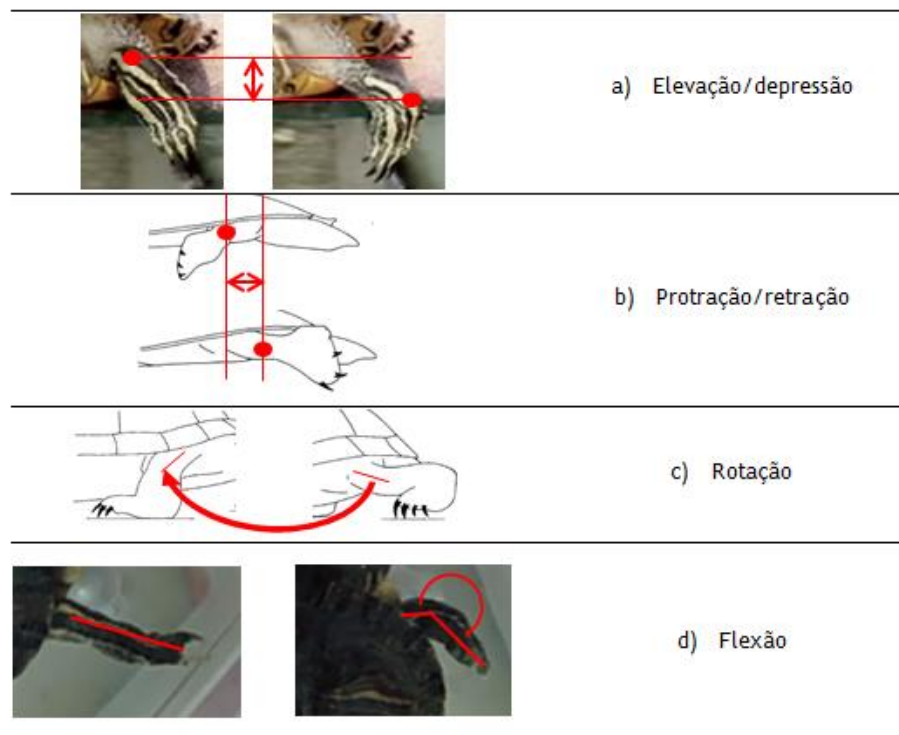 a) Elevação/depressão
b) Protração/retração
c) Rotação
d) Flexão